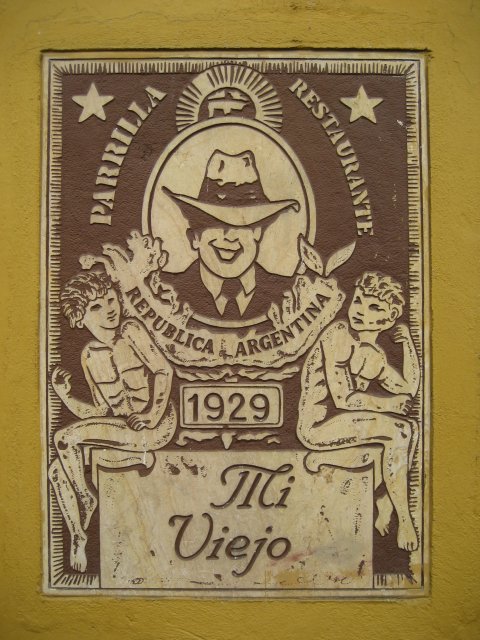 PARRILLA
RESTAURANTE
REPUBLICA ARGENTINA
1929
Mi
Viejo